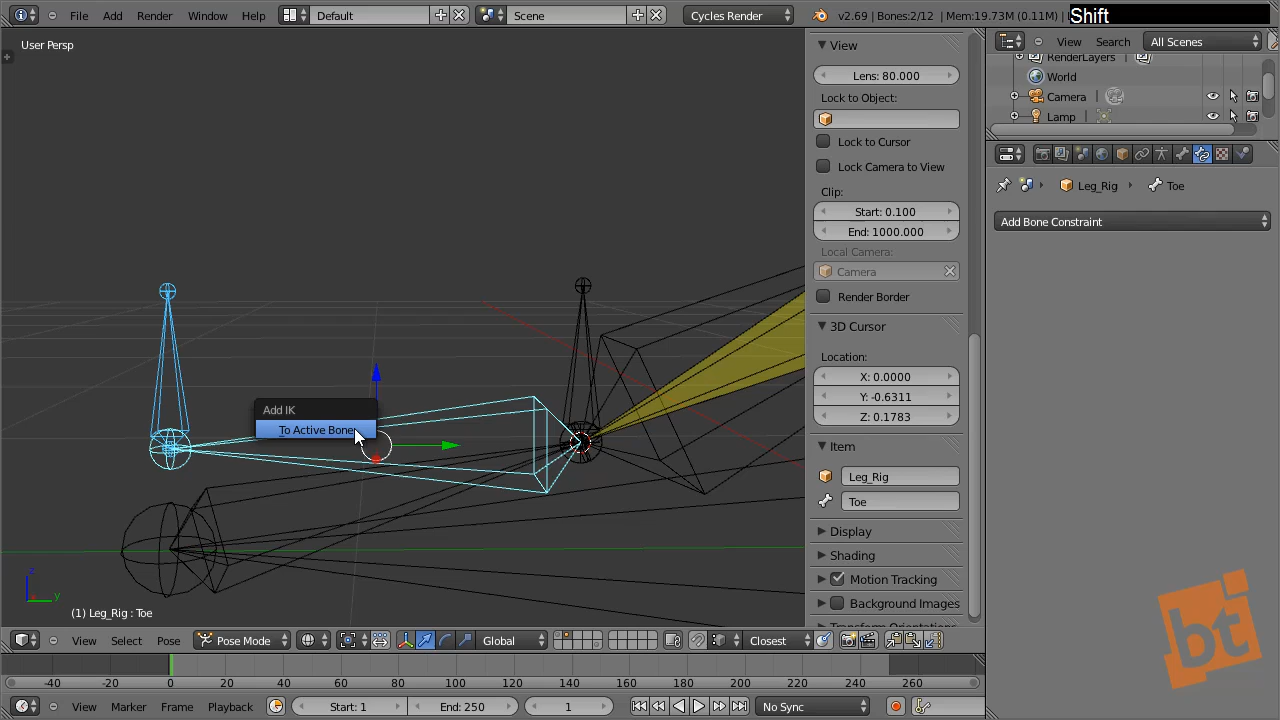 File Add Render Window Help Default Scene Cycles Render v2.69 | Bones:2/12 | Mem:19.73M (0.11M) Shift
User Persp
View
Lens: 80.000
Lock to Object:
Lock to Cursor
Lock Camera to View
Clip:
Start: 0.100
End: 1000.000
Local Camera:
Camera
Render Border
3D Cursor
Location:
X: 0.0000
Y: -0.6311
Z: 0.1783
Item
Leg_Rig
Toe
Display
Shading
Motion Tracking
Background Images
View Search All Scenes
RenderLayers
World
Camera
Lamp
Leg_Rig Toe
Add Bone Constraint
Add IK
To Active Bone
z
y
(1) Leg_Rig : Toe
bt
View Select Pose Pose Mode Global Closest
-40 -20 0 20 40 60 80 100 120 140 160 180 200 220 240 260
View Marker Frame Playback Start: 1 End: 250 1 No Sync